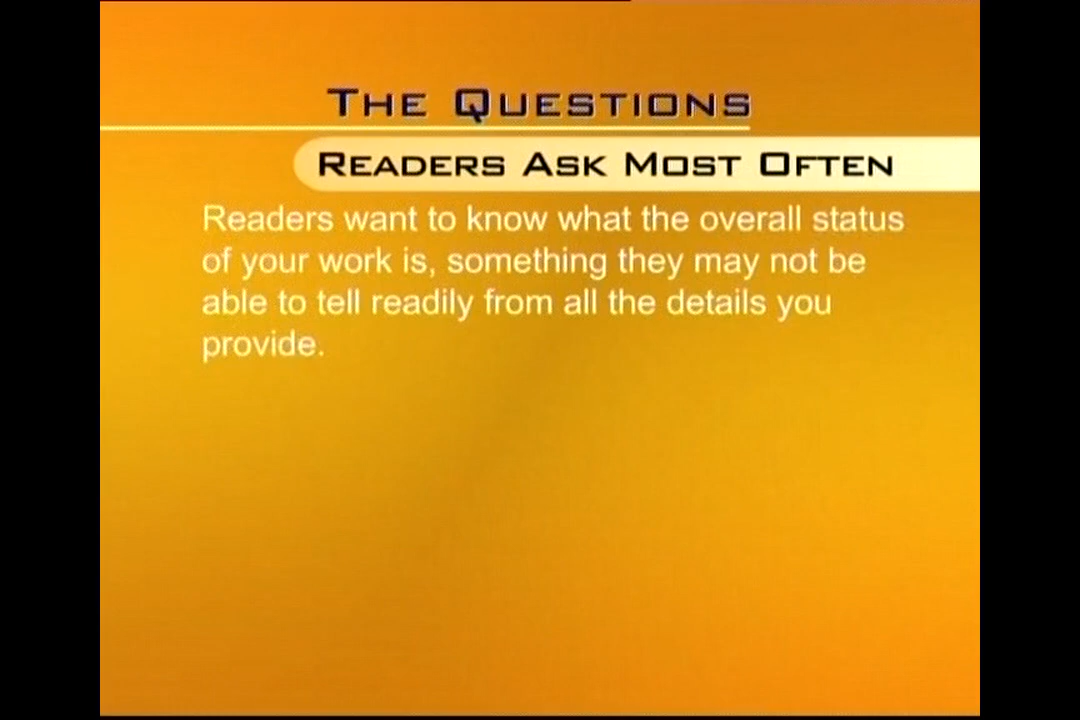 The Questions
Readers Ask Most Often
Readers want to know what the overall status
of your work is, something they may not be
able to tell readily from all the details you
provide.